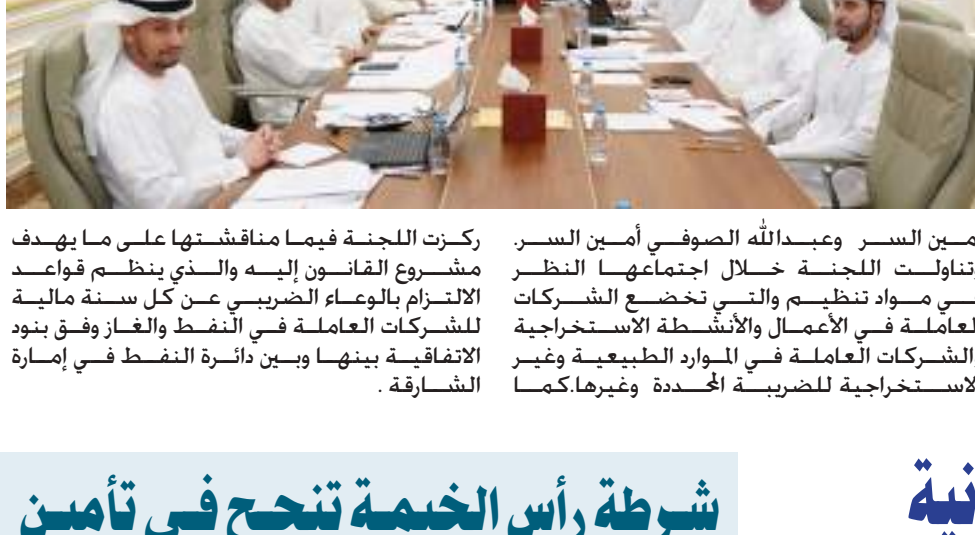 مين السر وعبدالله الصوفي أمين السر.
تناولت اللجنة خلال اجتماعها النظر
في مواد تنظيم والتي تخضع الشركات
لعاملة في الأعمال والأنشطة الاستخراجية
والشركات العاملة في الموارد الطبيعية وغير
لاستخراجية للضريبة المحددة وغيرها.كما
ركزت اللجنة فيما مناقشتها على ما يهدف
مشروع القانون إليه والذي ينظم قواعد
الالتزام بالوعاء الضريبي عن كل سنة مالية
للشركات العاملة في النفط والغاز وفق بنود
الاتفاقية بينها وبين دائرة النفط في إمارة
الشارقة .
نية
شرطة رأس الخيمة تنجح في تأمين